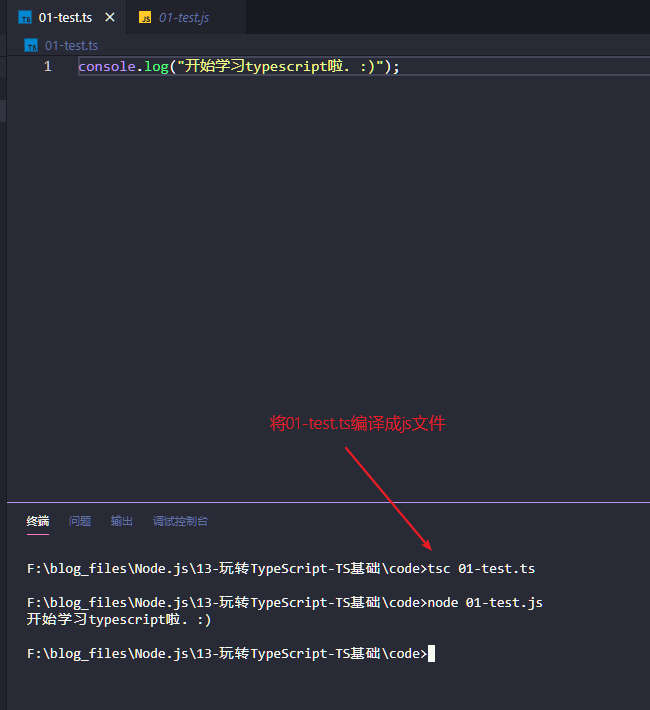 TS 01-test.ts × JS 01-test.js
TS 01-test.ts
1 console.log("开始学习typescript啦. :)");
将01-test.ts编译成js文件
终端 问题 输出 调试控制台
F:\blog_files\Node.js\13-玩转TypeScript-TS基础\code>tsc 01-test.ts
F:\blog_files\Node.js\13-玩转TypeScript-TS基础\code>node 01-test.js
开始学习typescript啦. :)
F:\blog_files\Node.js\13-玩转TypeScript-TS基础\code>